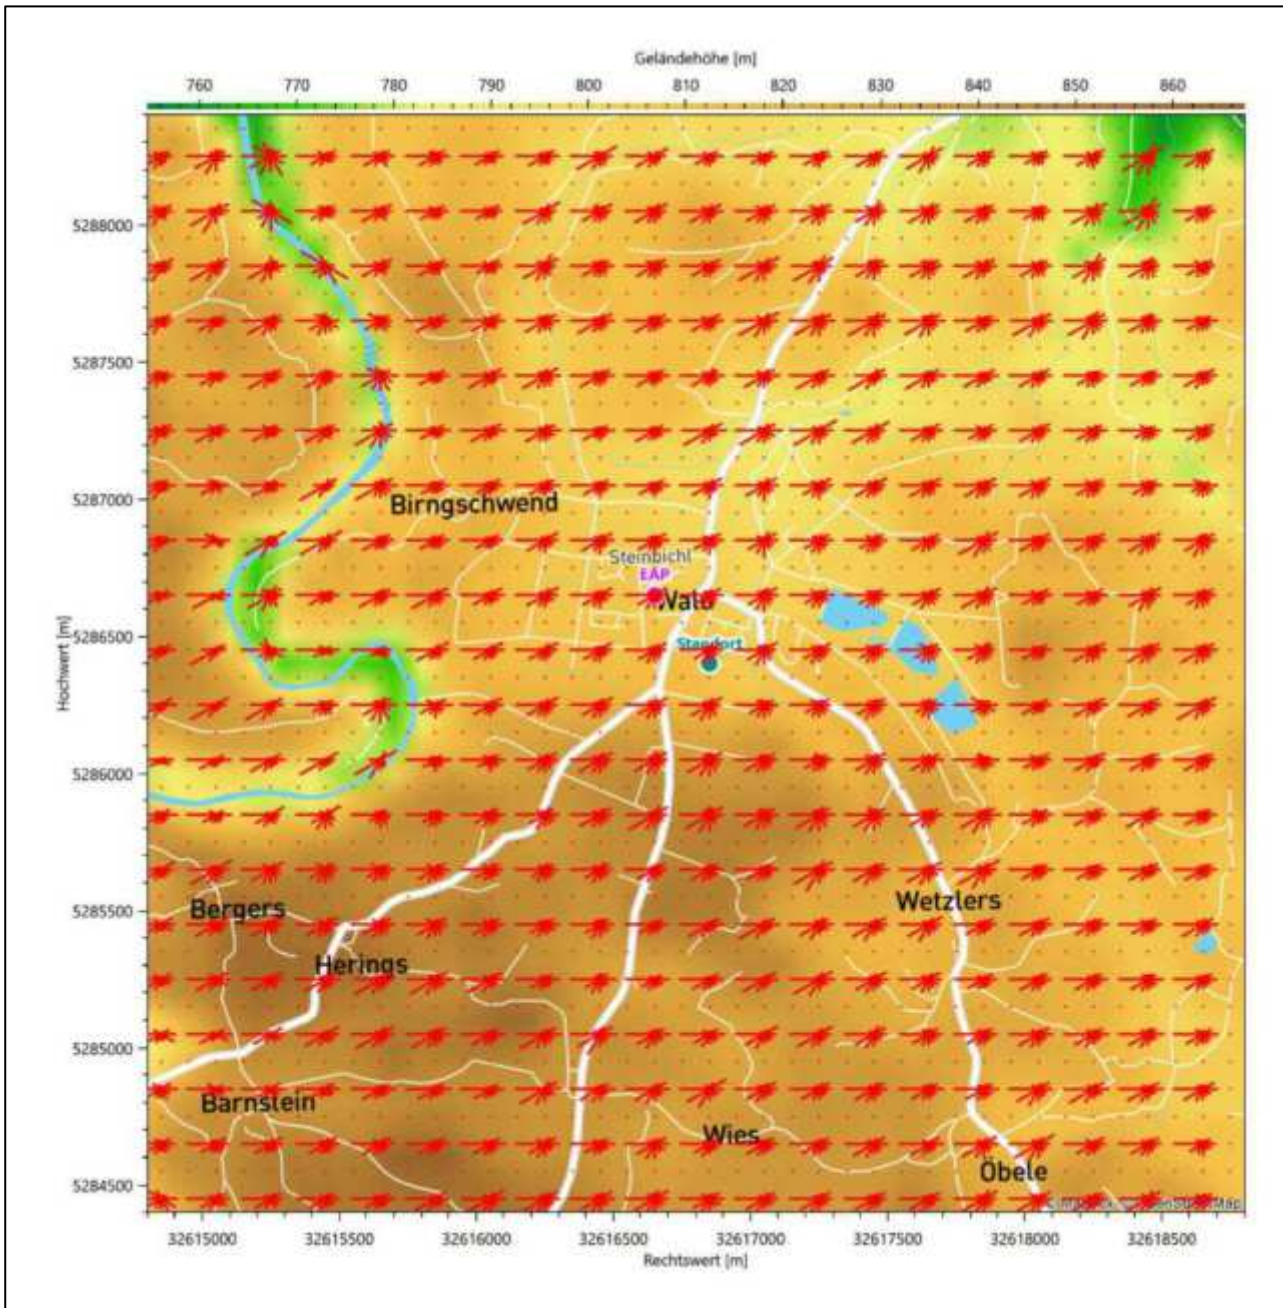 Geländehöhe [m]
760 770 780 790 800 810 820 830 840 850 860
5288000
5287500
5287000
Birngschwend
Steinbichl
EAP
Wald
5286500
Standort
Hochwert [m]
5286000
5285500
Bergers
Wetzlers
Herings
5285000
Barnstein
Wies
Öbele
5284500
32615000 32615500 32616000 32616500 32617000 32617500 32618000 32618500
Rechtswert [m]